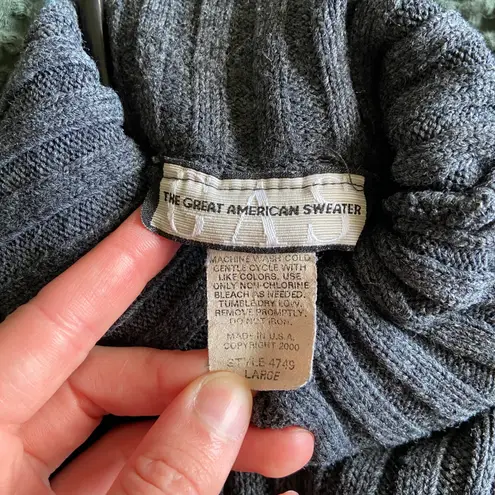 THE GREAT AMERICAN SWEATER
MACHINE WASH COLD
GENTLE CYCLE WITH
LIKE COLORS. USE
ONLY NON-CHLORINE
BLEACH AS NEEDED.
TUMBLE DRY LOW.
REMOVE PROMPTLY.
DO NOT IRON.
MADE IN U.S.A.
COPYRIGHT 2000
STYLE 4749
LARGE